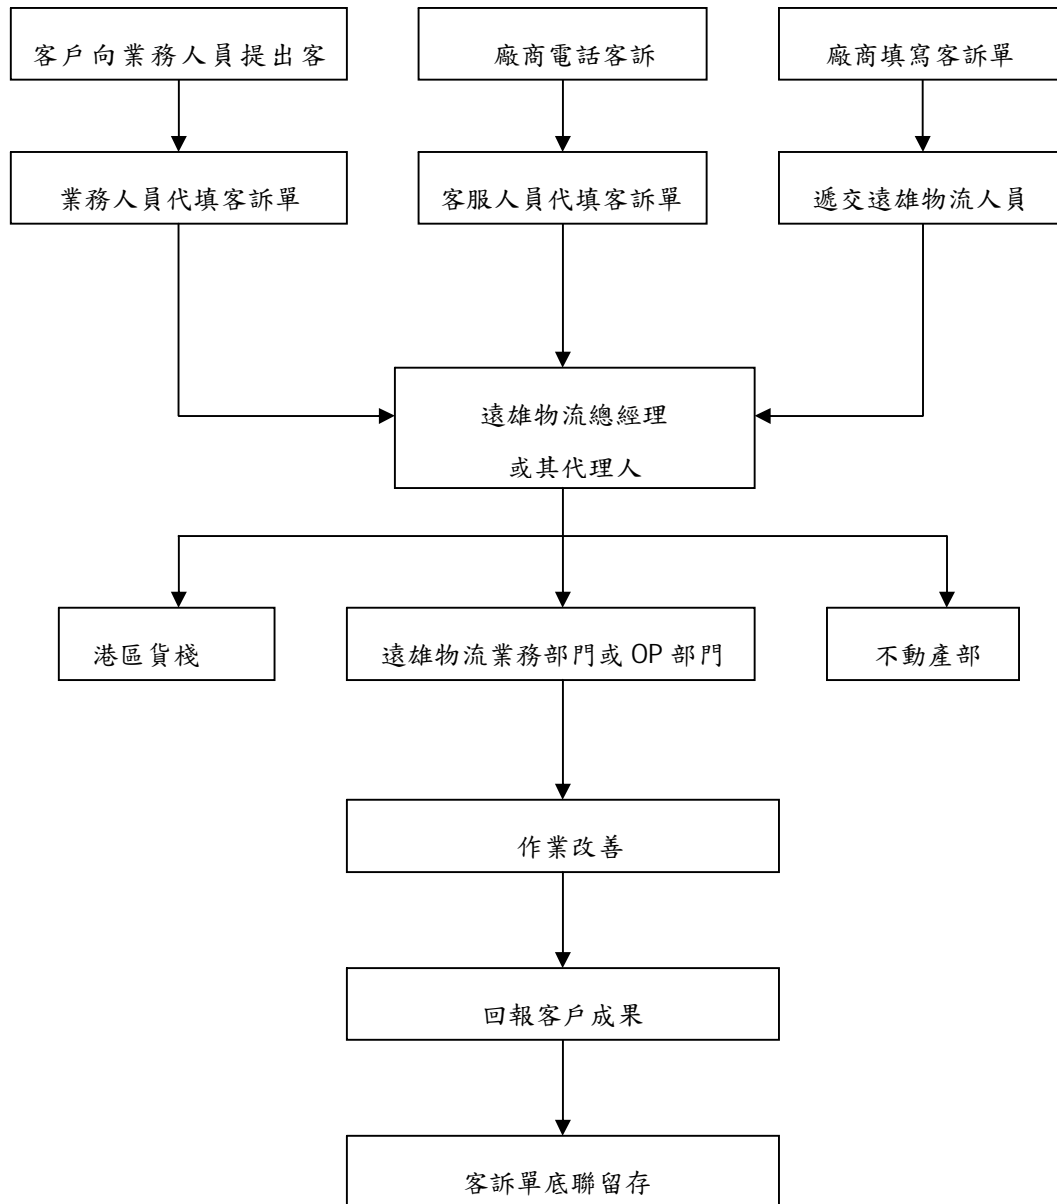 客戶向業務人員提出客
廠商電話客訴
廠商填寫客訴單
業務人員代填客訴單
客服人員代填客訴單
遞交遠雄物流人員
遠雄物流總經理
或其代理人
港區貨棧
遠雄物流業務部門或 OP 部門
不動產部
作業改善
回報客戶成果
客訴單底聯留存